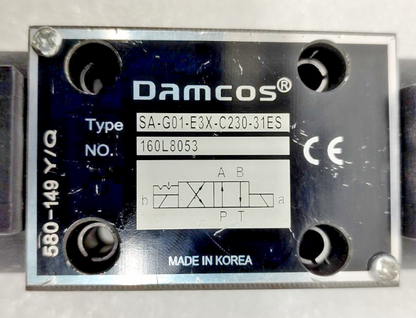 Damcos®
Type SA-G01-E3X-C230-31ES
NO. 160L8053
CE
A B
b a
P T
MADE IN KOREA
580-149 Y/Q